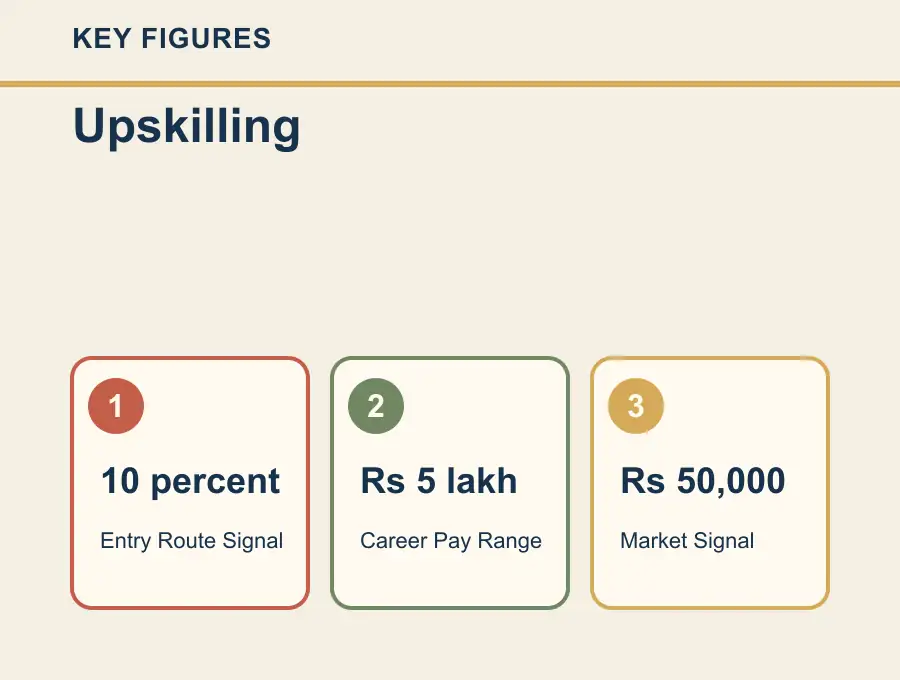 KEY FIGURES
Upskilling
1
2
3
10 percent
Rs 5 lakh
Rs 50,000
Entry Route Signal
Career Pay Range
Market Signal